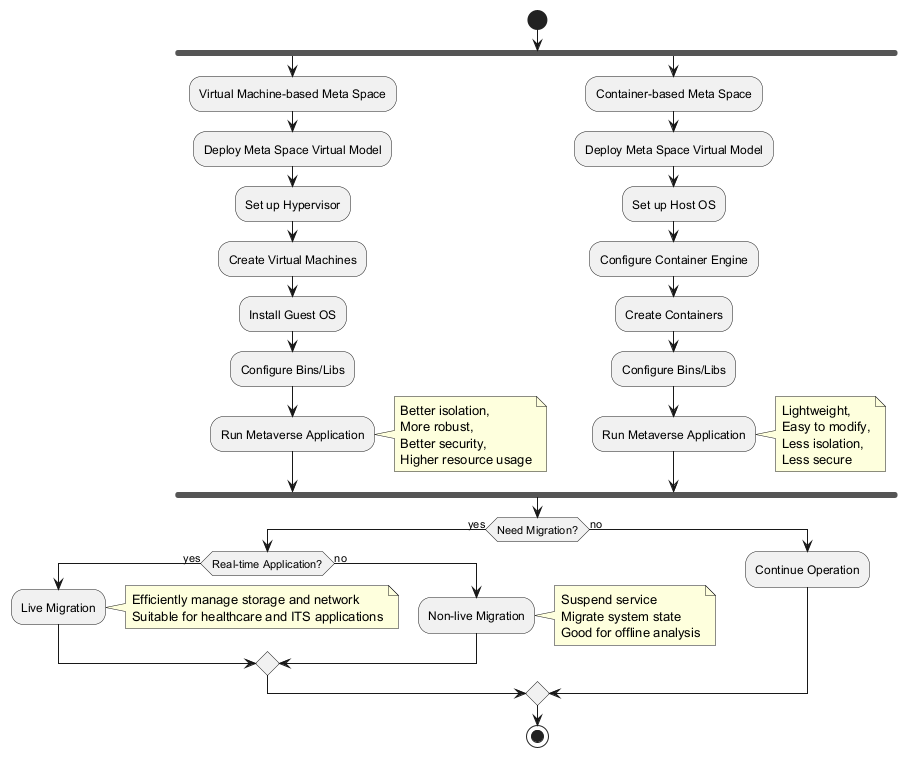 Virtual Machine-based Meta Space
Container-based Meta Space
Deploy Meta Space Virtual Model
Deploy Meta Space Virtual Model
Set up Hypervisor
Set up Host OS
Create Virtual Machines
Configure Container Engine
Install Guest OS
Create Containers
Configure Bins/Libs
Configure Bins/Libs
Run Metaverse Application
Better isolation,
More robust,
Better security,
Higher resource usage
Run Metaverse Application
Lightweight,
Easy to modify,
Less isolation,
Less secure
yes
Need Migration?
no
yes
Real-time Application?
no
Continue Operation
Live Migration
Efficiently manage storage and network
Suitable for healthcare and ITS applications
Non-live Migration
Suspend service
Migrate system state
Good for offline analysis